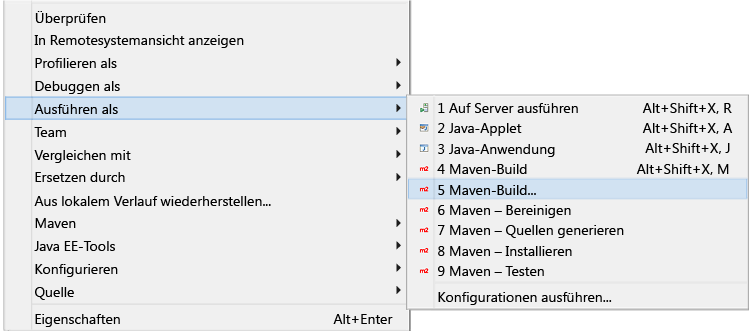 Überprüfen
In Remotesystemansicht anzeigen
Profilieren als
Debuggen als
Ausführen als
Team
Vergleichen mit
Ersetzen durch
Aus lokalem Verlauf wiederherstellen...
Maven
Java EE-Tools
Konfigurieren
Quelle
Eigenschaften Alt+Enter
1 Auf Server ausführen Alt+Shift+X, R
2 Java-Applet Alt+Shift+X, A
3 Java-Anwendung Alt+Shift+X, J
m2 4 Maven-Build Alt+Shift+X, M
m2 5 Maven-Build...
m2 6 Maven – Bereinigen
m2 7 Maven – Quellen generieren
m2 8 Maven – Installieren
m2 9 Maven – Testen
Konfigurationen ausführen...